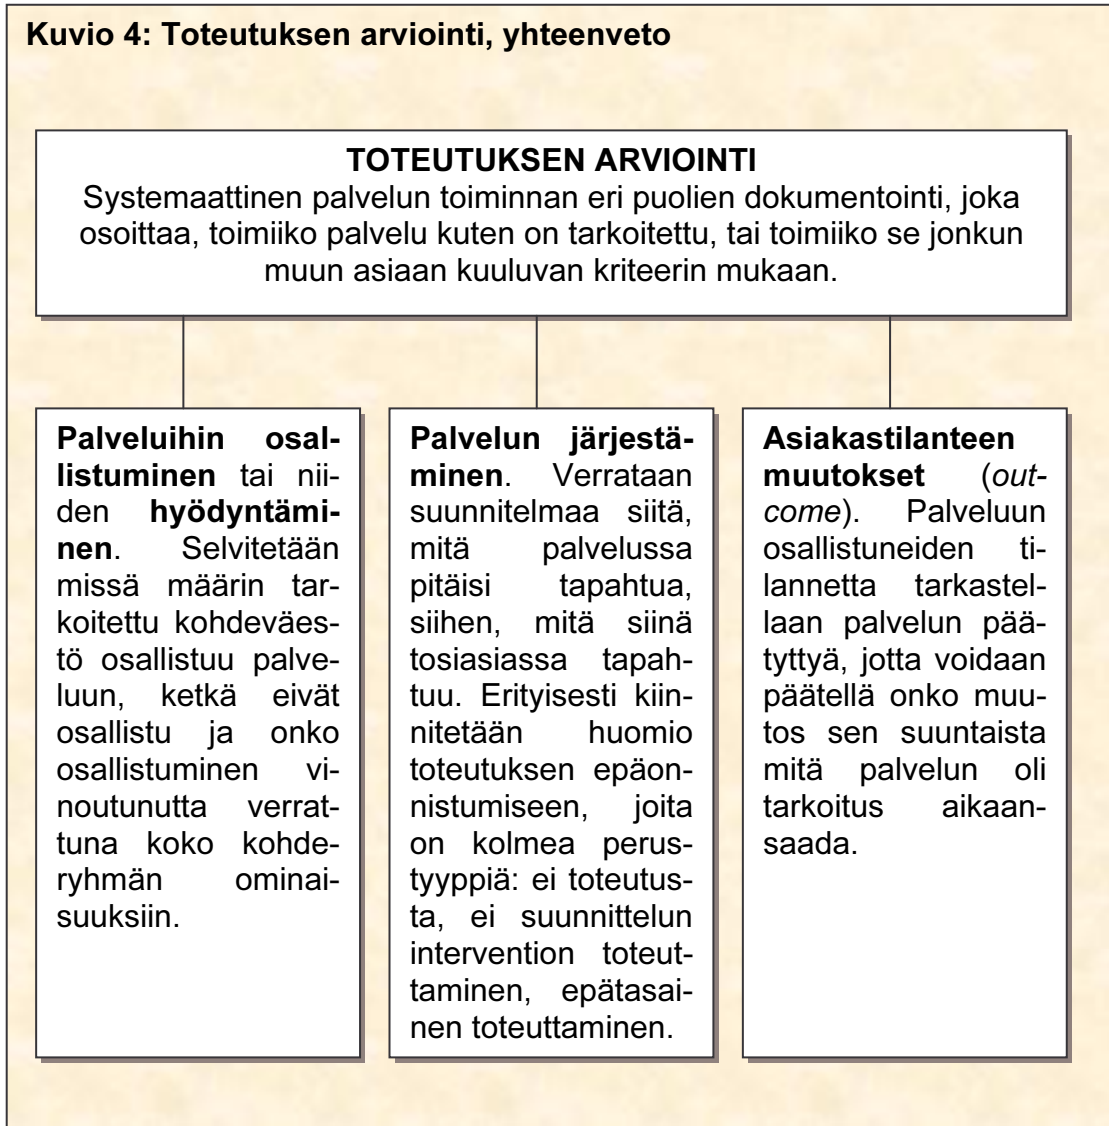 Kuvio 4: Toteutuksen arviointi, yhteenveto
TOTEUTUKSEN ARVIOINTI
Systemaattinen palvelun toiminnan eri puolien dokumentointi, joka
osoittaa, toimiiko palvelu kuten on tarkoitettu, tai toimiiko se jonkun
muun asiaan kuuluvan kriteerin mukaan.
Palveluihin osal-
listuminen tai nii-
den hyödyntämi-
nen. Selvitetään
missä määrin tar-
koitettu kohdeväes-
tö osallistuu palve-
luun, ketkä eivät
osallistu ja onko
osallistuminen vi-
noutunutta verrat-
tuna koko kohde-
ryhmän ominai-
suuksiin.
Palvelun järjestä-
minen. Verrataan
suunnitelmaa siitä,
mitä palvelussa
pitäisi tapahtua,
siihen, mitä siinä
tosiasiassa tapah-
tuu. Erityisesti kiin-
nitetään huomio
toteutuksen epäon-
nistumiseen, joita
on kolmea perus-
tyyppiä: ei toteutus-
ta, ei suunnittelun
intervention toteut-
taminen, epätasai-
nen toteuttaminen.
Asiakastilanteen
muutokset (out-
come). Palveluun
osallistuneiden ti-
lannetta tarkastel-
laan palvelun pää-
tyttyä, jotta voidaan
päätellä onko muu-
tos sen suuntaista
mitä palvelun oli
tarkoitus aikaan-
saada.